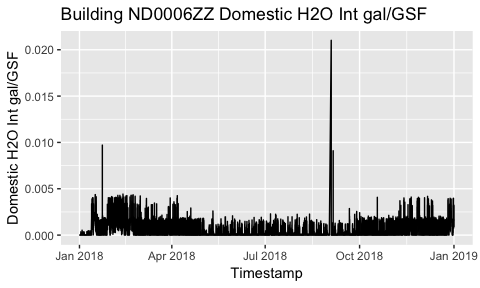 Building ND0006ZZ Domestic H2O Int gal/GSF
Domestic H2O Int gal/GSF
0.020
0.015
0.010
0.005
0.000
Jan 2018 Apr 2018 Jul 2018 Oct 2018 Jan 2019
Timestamp